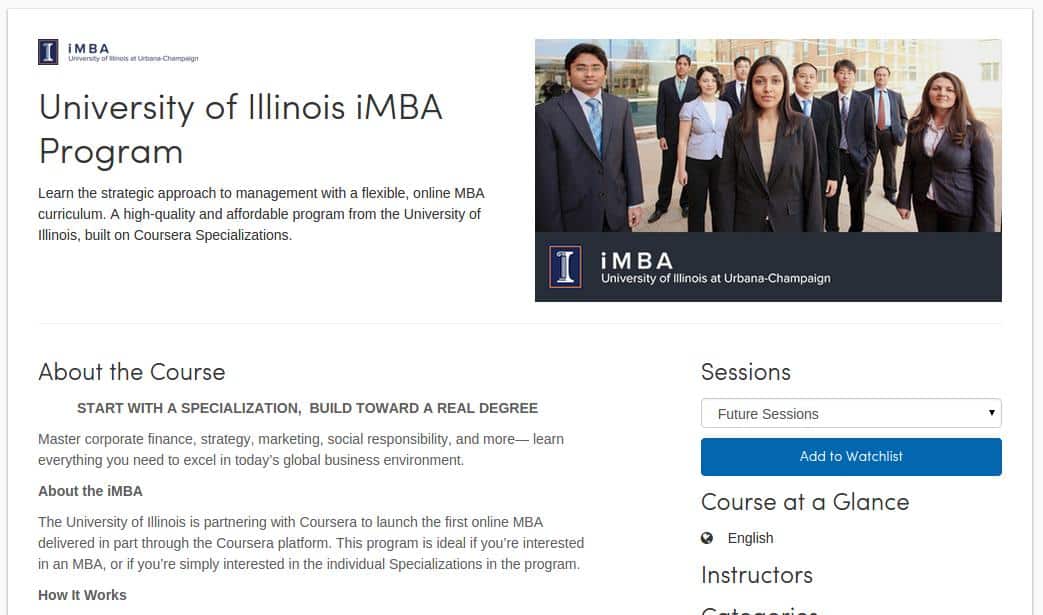 I iMBA
University of Illinois at Urbana-Champaign
University of Illinois iMBA
Program
Learn the strategic approach to management with a flexible, online MBA
curriculum. A high-quality and affordable program from the University of
Illinois, built on Coursera Specializations.
I iMBA
University of Illinois at Urbana-Champaign
About the Course
START WITH A SPECIALIZATION,  BUILD TOWARD A REAL DEGREE
Master corporate finance, strategy, marketing, social responsibility, and more— learn
everything you need to excel in today’s global business environment.
About the iMBA
The University of Illinois is partnering with Coursera to launch the first online MBA
delivered in part through the Coursera platform. This program is ideal if you’re interested
in an MBA, or if you’re simply interested in the individual Specializations in the program.
How It Works
Sessions
Future Sessions
Add to Watchlist
Course at a Glance
English
Instructors
Categories